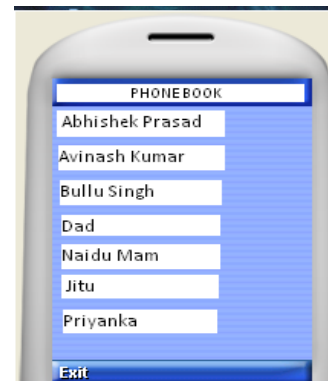 PHONEBOOK
Abhishek Prasad
Avinash Kumar
Bullu Singh
Dad
Naidu Mam
Jitu
Priyanka
Exit